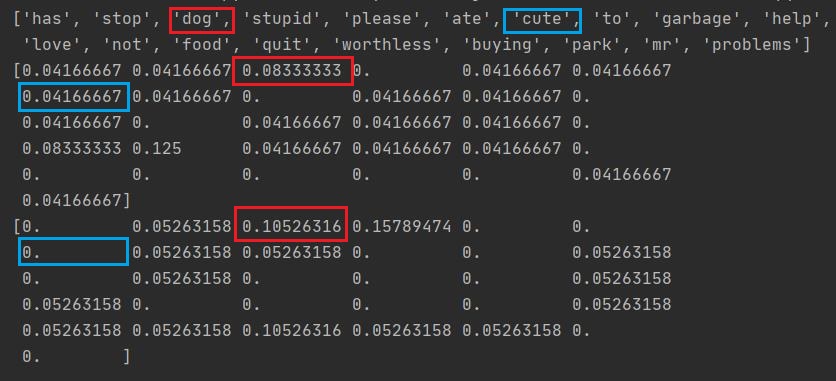 ['has', 'stop', 'dog', 'stupid', 'please', 'ate', 'cute', 'to', 'garbage', 'help',
'love', 'not', 'food', 'quit', 'worthless', 'buying', 'park', 'mr', 'problems']
[0.04166667 0.04166667 0.08333333 0. 0.04166667 0.04166667
0.04166667 0.04166667 0. 0.04166667 0.04166667 0.
0.04166667 0. 0.04166667 0.04166667 0.04166667 0.
0.08333333 0.125 0.04166667 0.04166667 0.04166667 0.
0. 0. 0. 0. 0. 0.04166667
0.04166667]
[0. 0.05263158 0.10526316 0.15789474 0. 0.
0. 0.05263158 0.05263158 0. 0. 0.05263158
0. 0.05263158 0. 0. 0. 0.05263158
0.05263158 0. 0. 0. 0. 0.05263158
0.05263158 0.05263158 0.10526316 0.05263158 0.05263158 0.
0. ]